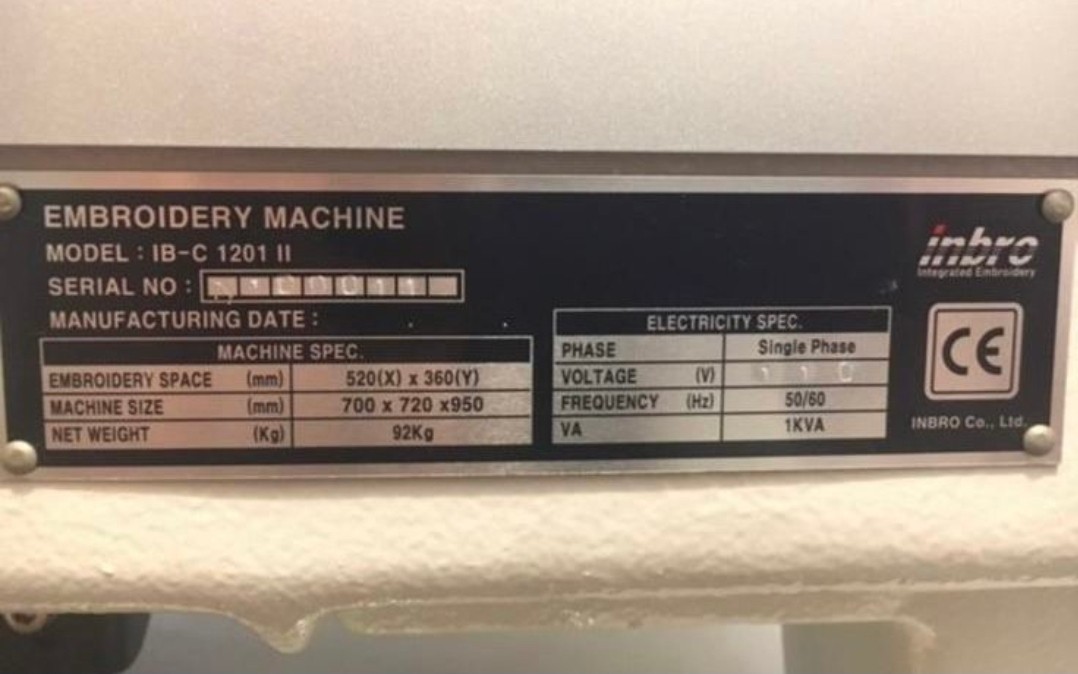 EMBROIDERY MACHINE
MODEL : IB-C 1201 II
SERIAL NO :
MANUFACTURING DATE : . .
MACHINE SPEC.
EMBROIDERY SPACE (mm) 520(X) x 360(Y)
MACHINE SIZE (mm) 700 x 720 x950
NET WEIGHT (Kg) 92Kg
ELECTRICITY SPEC.
PHASE Single Phase
VOLTAGE (V) 110
FREQUENCY (Hz) 50/60
VA 1KVA
inbro
Integrated Embroidery
CE
INBRO Co., Ltd.